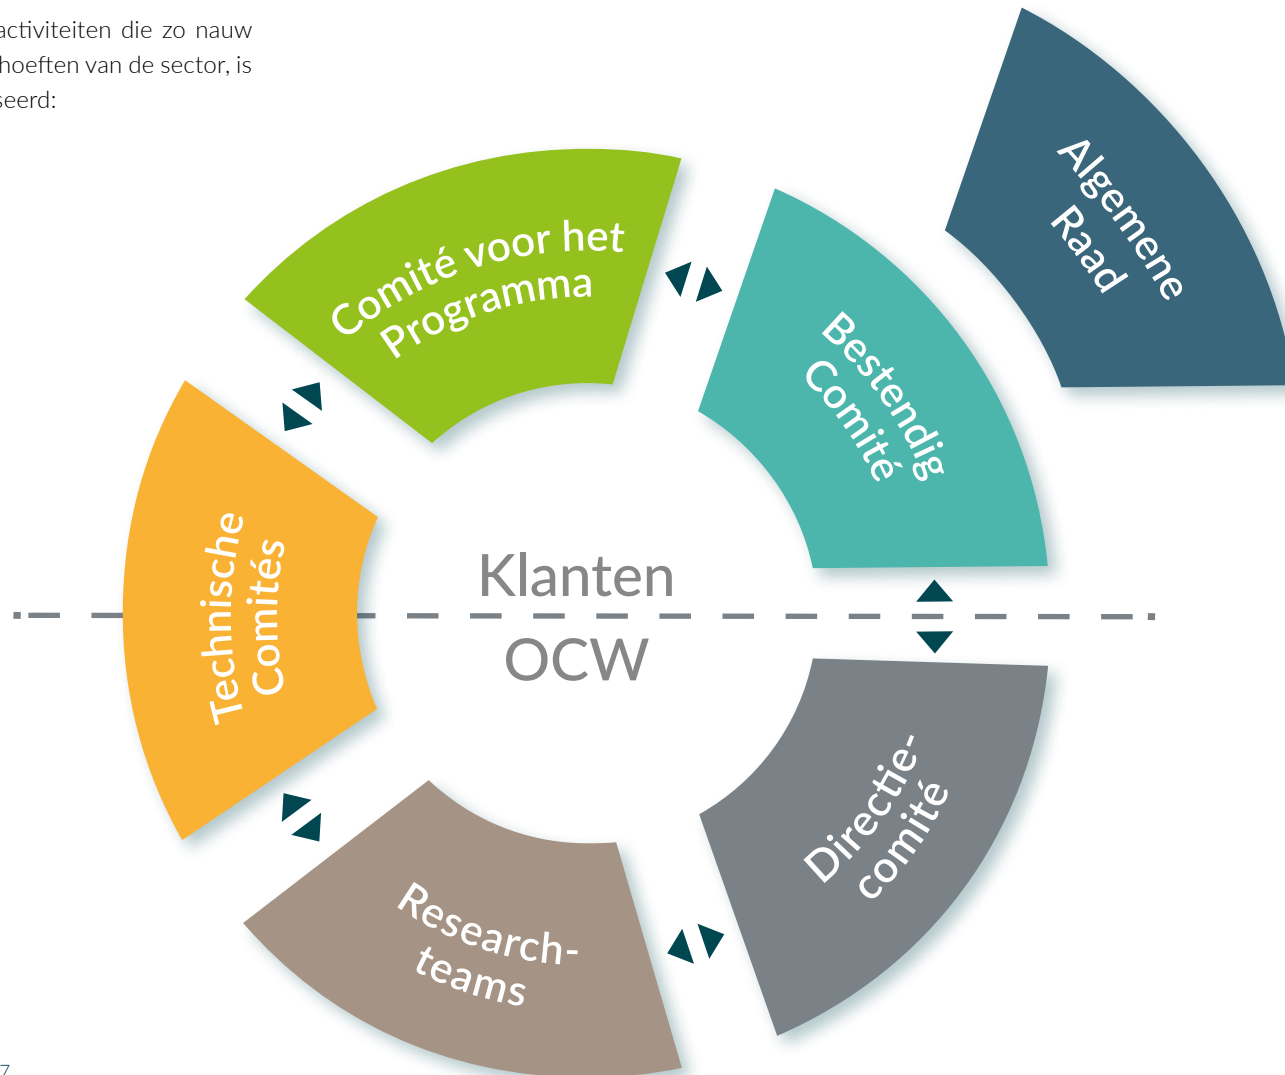 activiteiten die zo nauw
hoeften van de sector, is
seerd:
Algemene
Raad
Comité voor het
Programma
Bestendig
Comité
Technische
Comités
Klanten
OCW
Directie-
comité
Research-
teams
7